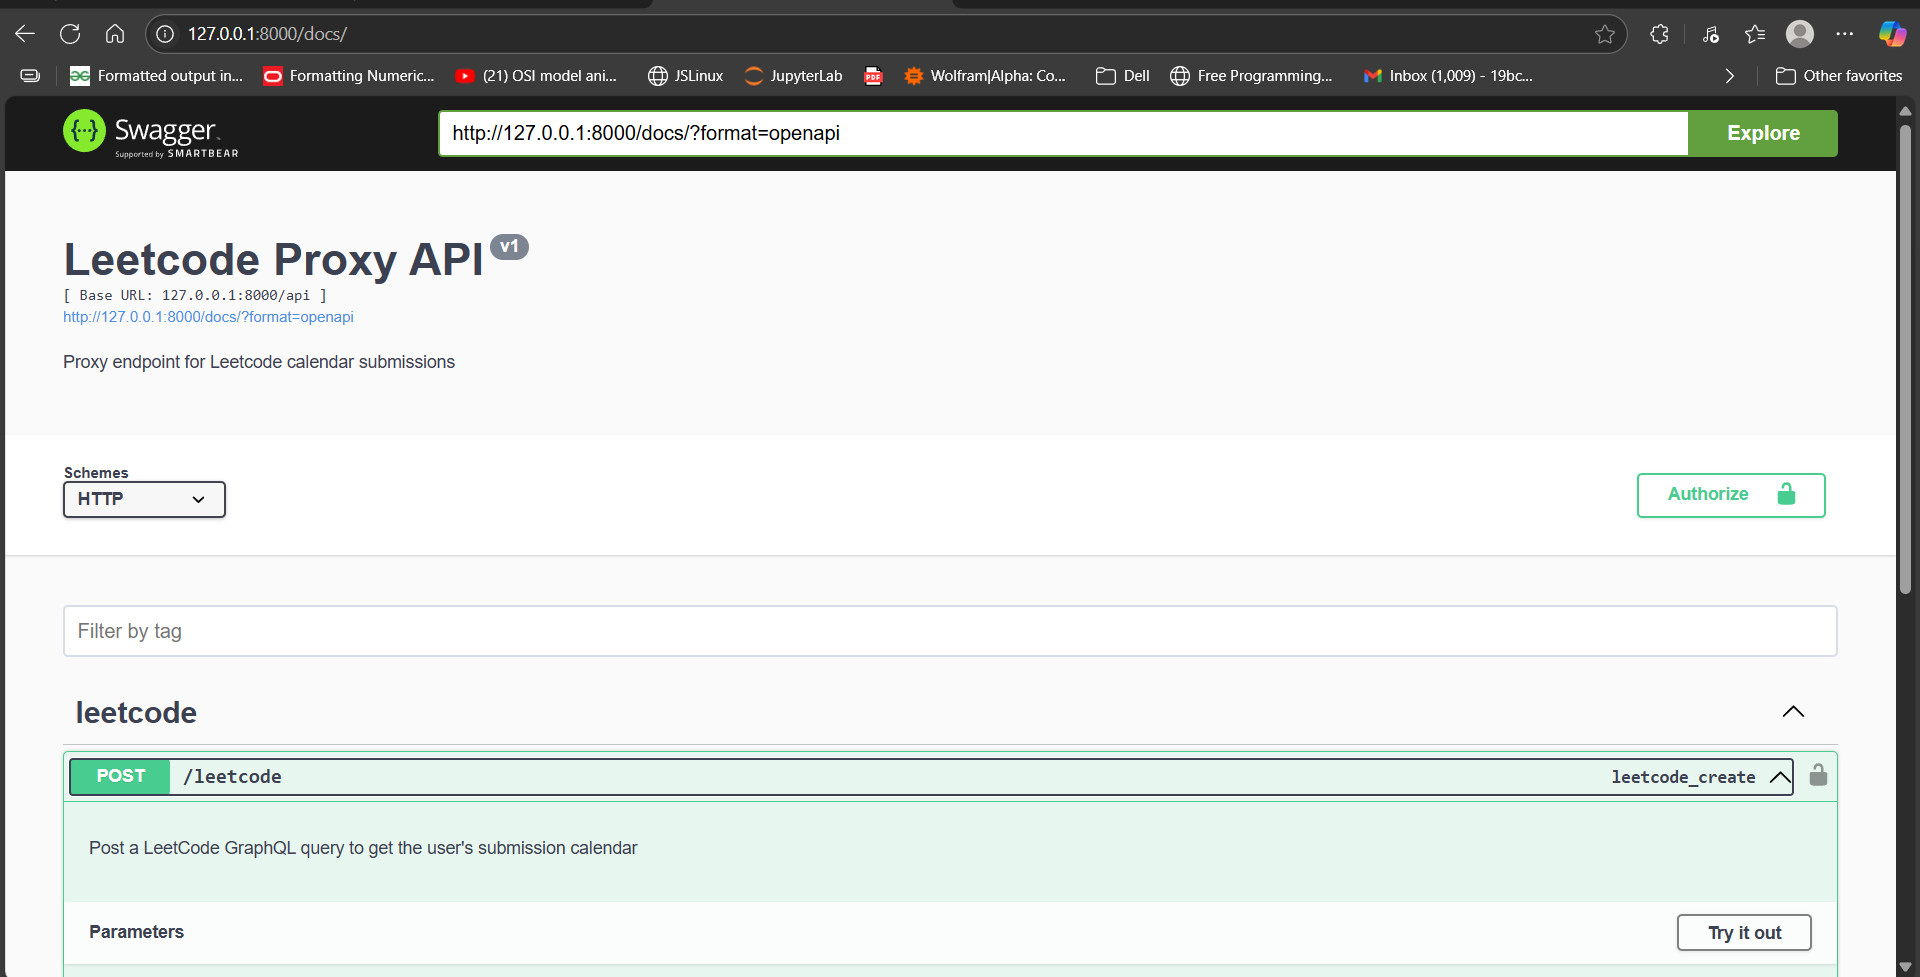 127.0.0.1:8000/docs/
Formatted output in... Formatting Numeric... (21) OSI model ani... JSLinux JupyterLab PDF Wolfram|Alpha: Co... Dell Free Programming... Inbox (1,009) - 19bc... Other favorites
{...} Swagger
Supported by SMARTBEAR
http://127.0.0.1:8000/docs/?format=openapi Explore
Leetcode Proxy API v1
[ Base URL: 127.0.0.1:8000/api ]
http://127.0.0.1:8000/docs/?format=openapi
Proxy endpoint for Leetcode calendar submissions
Schemes
HTTP
Authorize
Filter by tag
leetcode
POST /leetcode leetcode_create
Post a LeetCode GraphQL query to get the user's submission calendar
Parameters Try it out